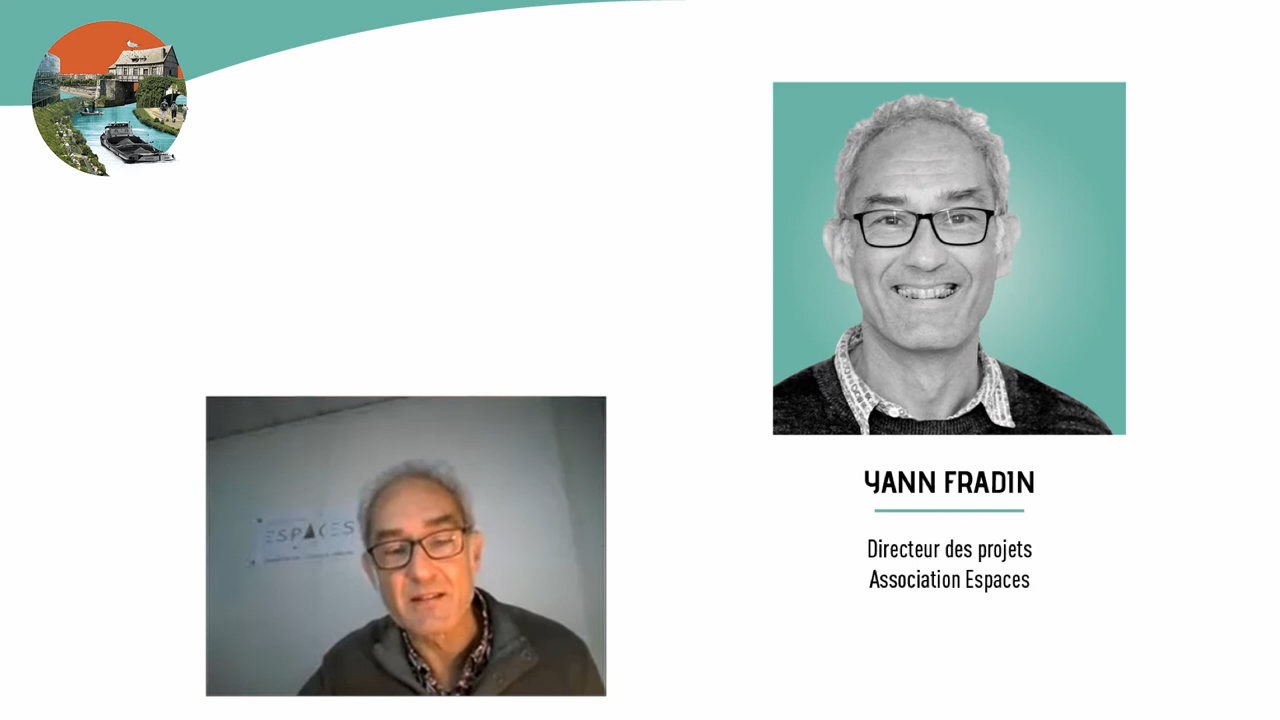 ESPACES
YANN FRADIN
Directeur des projets
Association Espaces